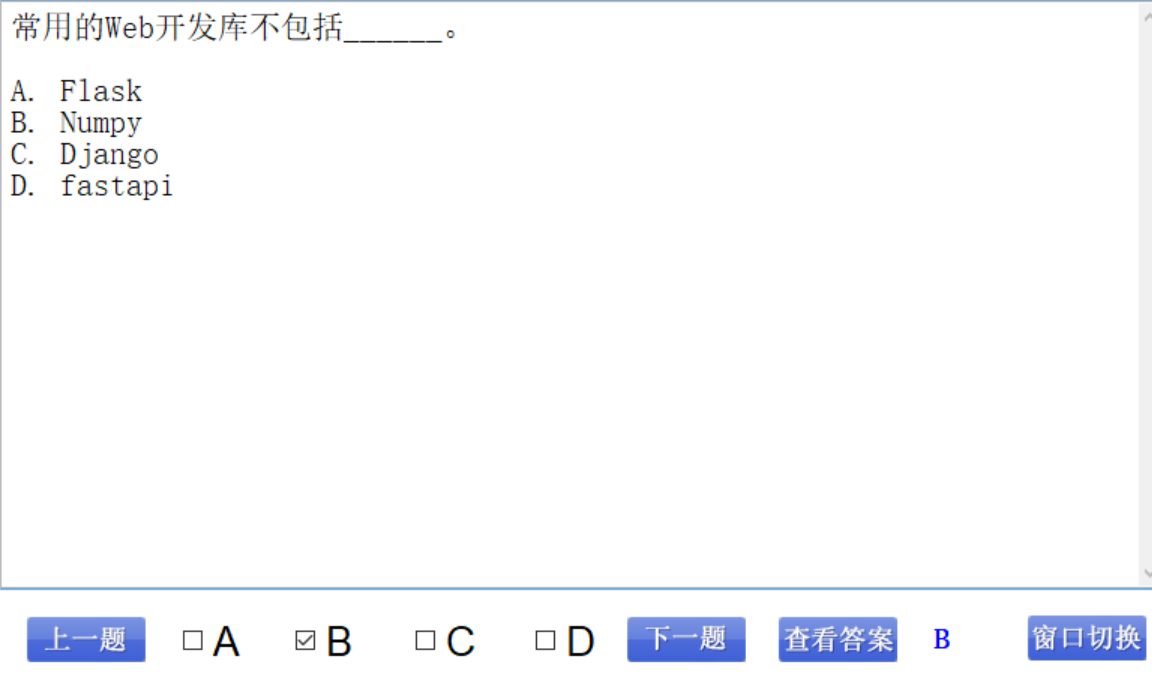 常用的Web开发库不包括______。
A. Flask
B. Numpy
C. Django
D. fastapi
上一题 A B C D 下一题 查看答案 B 窗口切换